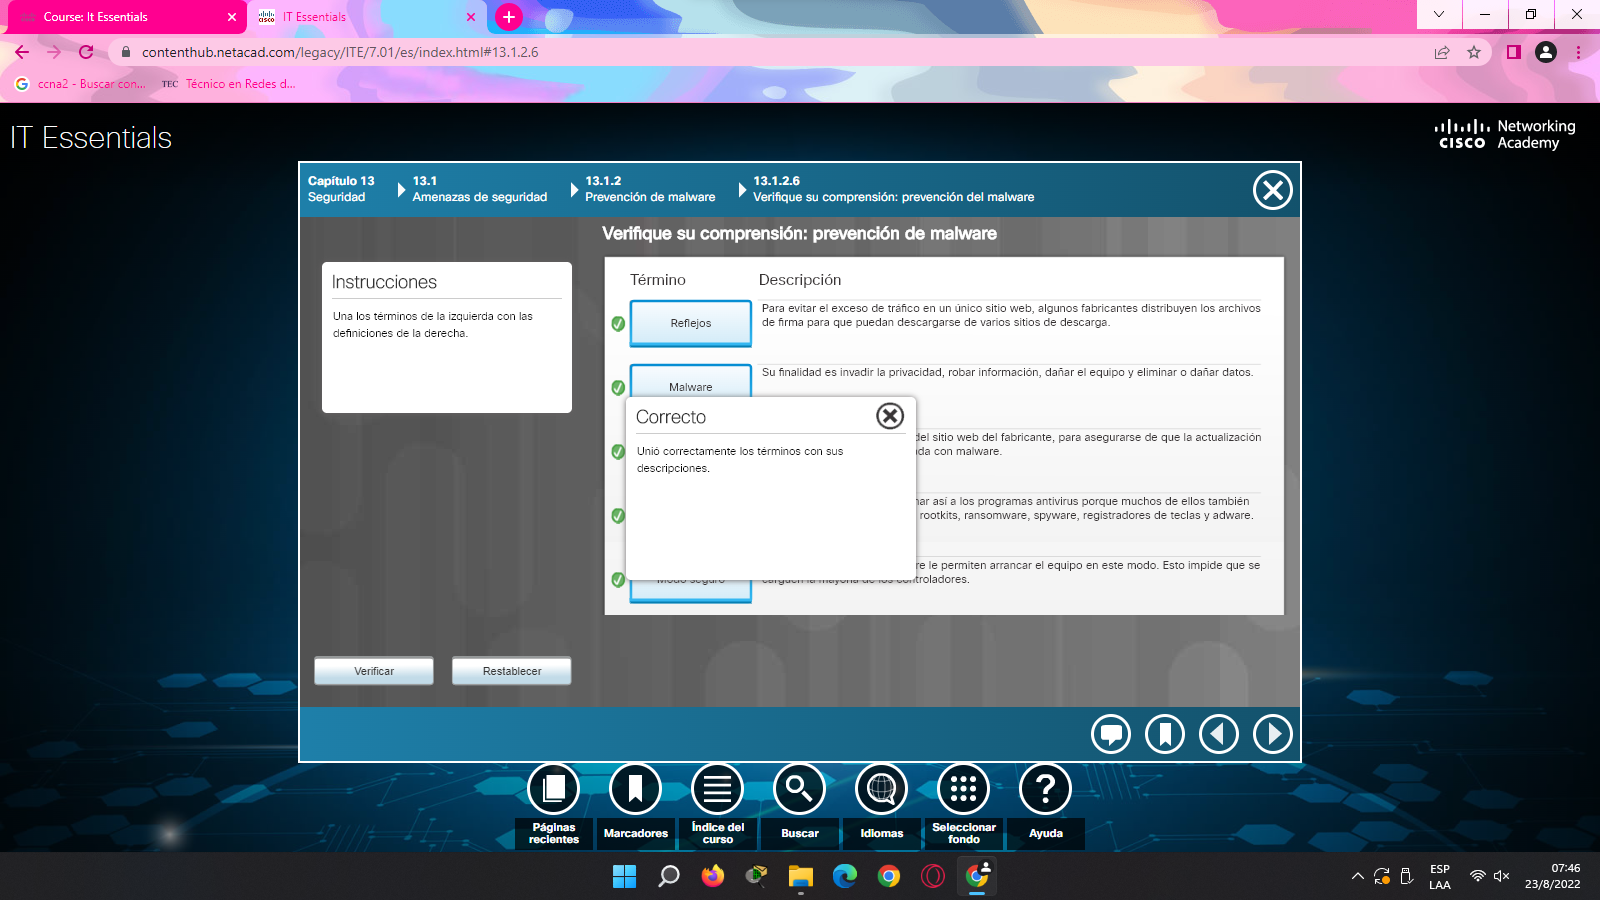 Course: It Essentials
IT Essentials
contenthub.netacad.com/legacy/ITE/7.01/es/index.html#13.1.2.6
ccna2 - Buscar con...
TEC Técnico en Redes d...
IT Essentials
CISCO
Networking
Academy
Capítulo 13
Seguridad
13.1
Amenazas de seguridad
13.1.2
Prevención de malware
13.1.2.6
Verifique su comprensión: prevención del malware
Verifique su comprensión: prevención de malware
Instrucciones
Una los términos de la izquierda con las
definiciones de la derecha.
Término
Descripción
Reflejos
Para evitar el exceso de tráfico en un único sitio web, algunos fabricantes distribuyen los archivos
de firma para que puedan descargarse de varios sitios de descarga.
Malware
Su finalidad es invadir la privacidad, robar información, dañar el equipo y eliminar o dañar datos.
Correcto
Unió correctamente los términos con sus
descripciones.
del sitio web del fabricante, para asegurarse de que la actualización
con malware.
así a los programas antivirus porque muchos de ellos también
rootkits, ransomware, spyware, registradores de teclas y adware.
Modo seguro
le permiten arrancar el equipo en este modo. Esto impide que se
carguen la mayoría de los controladores.
Verificar
Restablecer
Páginas
recientes
Marcadores
Índice del
curso
Buscar
Idiomas
Seleccionar
fondo
Ayuda
ESP
LAA
07:46
23/8/2022